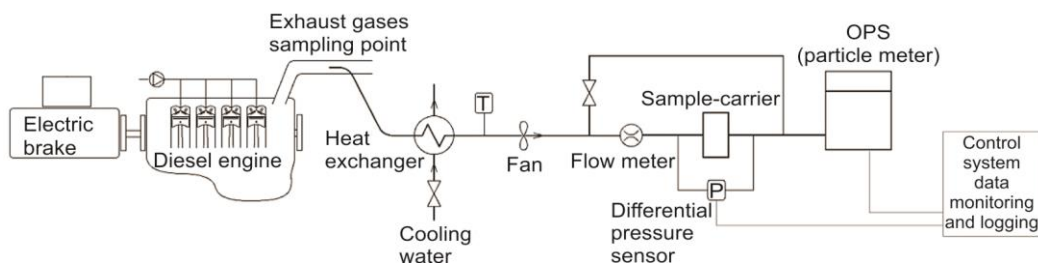 Exhaust gases
sampling point
OPS
(particle meter)
Electric
brake
Diesel engine
Heat
exchanger
T
Fan
Flow meter
Sample-carrier
P
Differential
pressure
sensor
Cooling
water
Control
system
data
monitoring
and logging